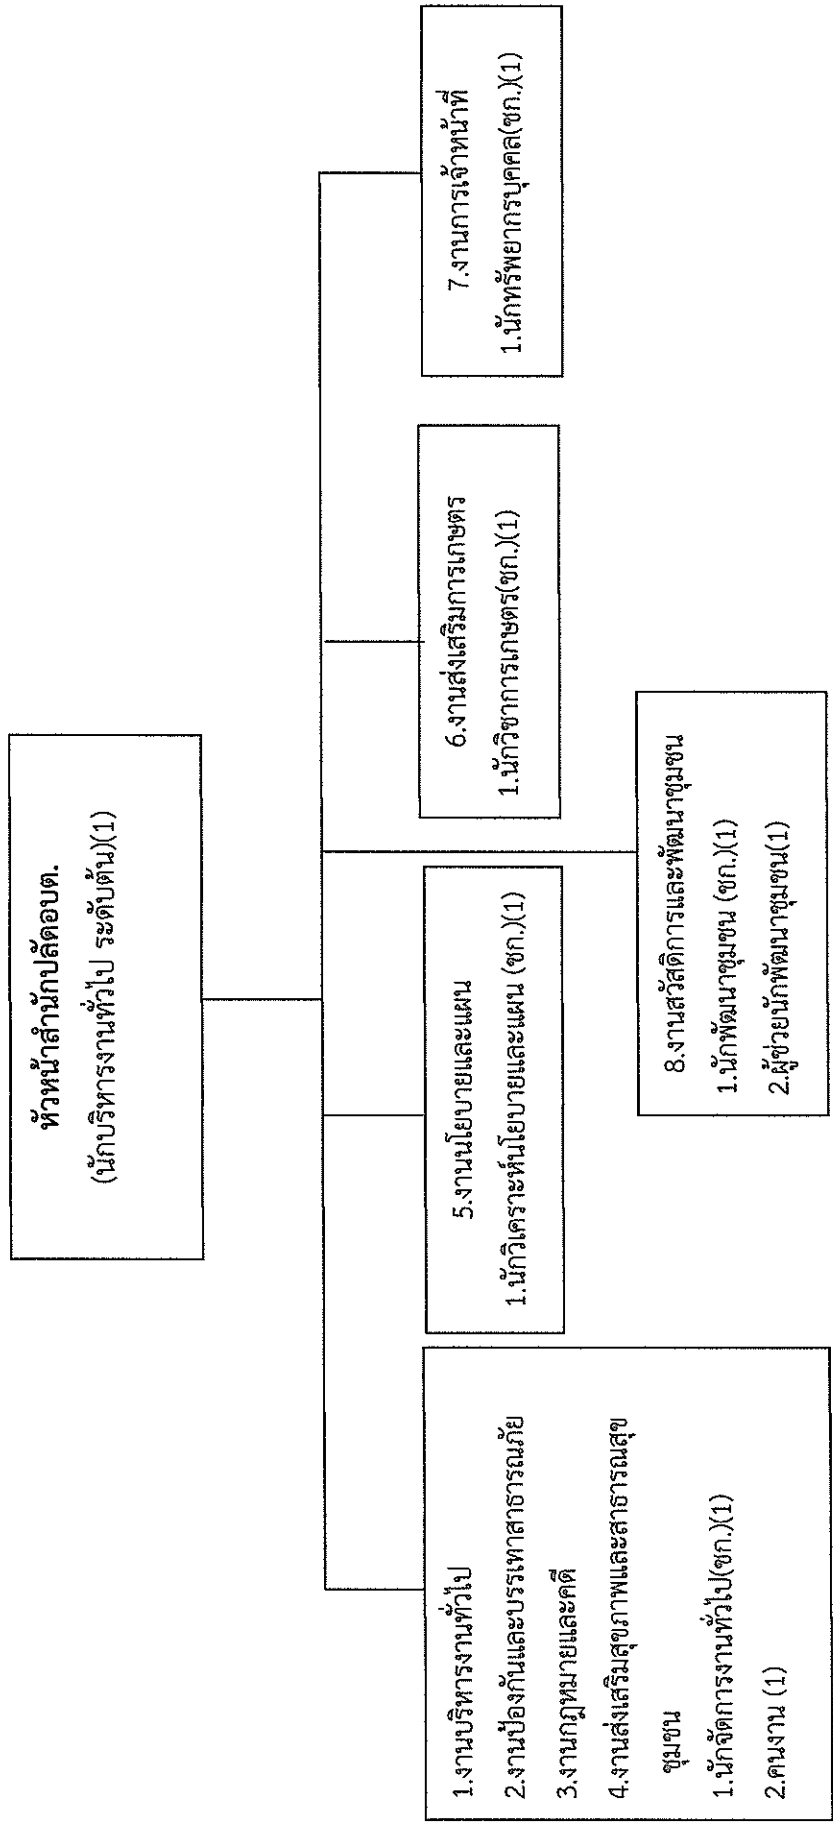 หัวหน้าสำนักปลัดอบต.
(นักบริหารงานทั่วไป ระดับต้น)(1)
1.งานบริหารงานทั่วไป
2.งานป้องกันและบรรเทาสาธารณภัย
3.งานกฎหมายและคดี
4.งานส่งเสริมสุขภาพและสาธารณสุข
ชุมชน
1.นักจัดการงานทั่วไป(ชก.)(1)
2.คนงาน (1)
5.งานนโยบายและแผน
1.นักวิเคราะห์นโยบายและแผน (ชก.)(1)
6.งานส่งเสริมการเกษตร
1.นักวิชาการเกษตร(ชก.)(1)
7.งานการเจ้าหน้าที่
1.นักทรัพยากรบุคคล(ชก.)(1)
8.งานสวัสดิการและพัฒนาชุมชน
1.นักพัฒนาชุมชน (ชก.)(1)
2.ผู้ช่วยนักพัฒนาชุมชน(1)